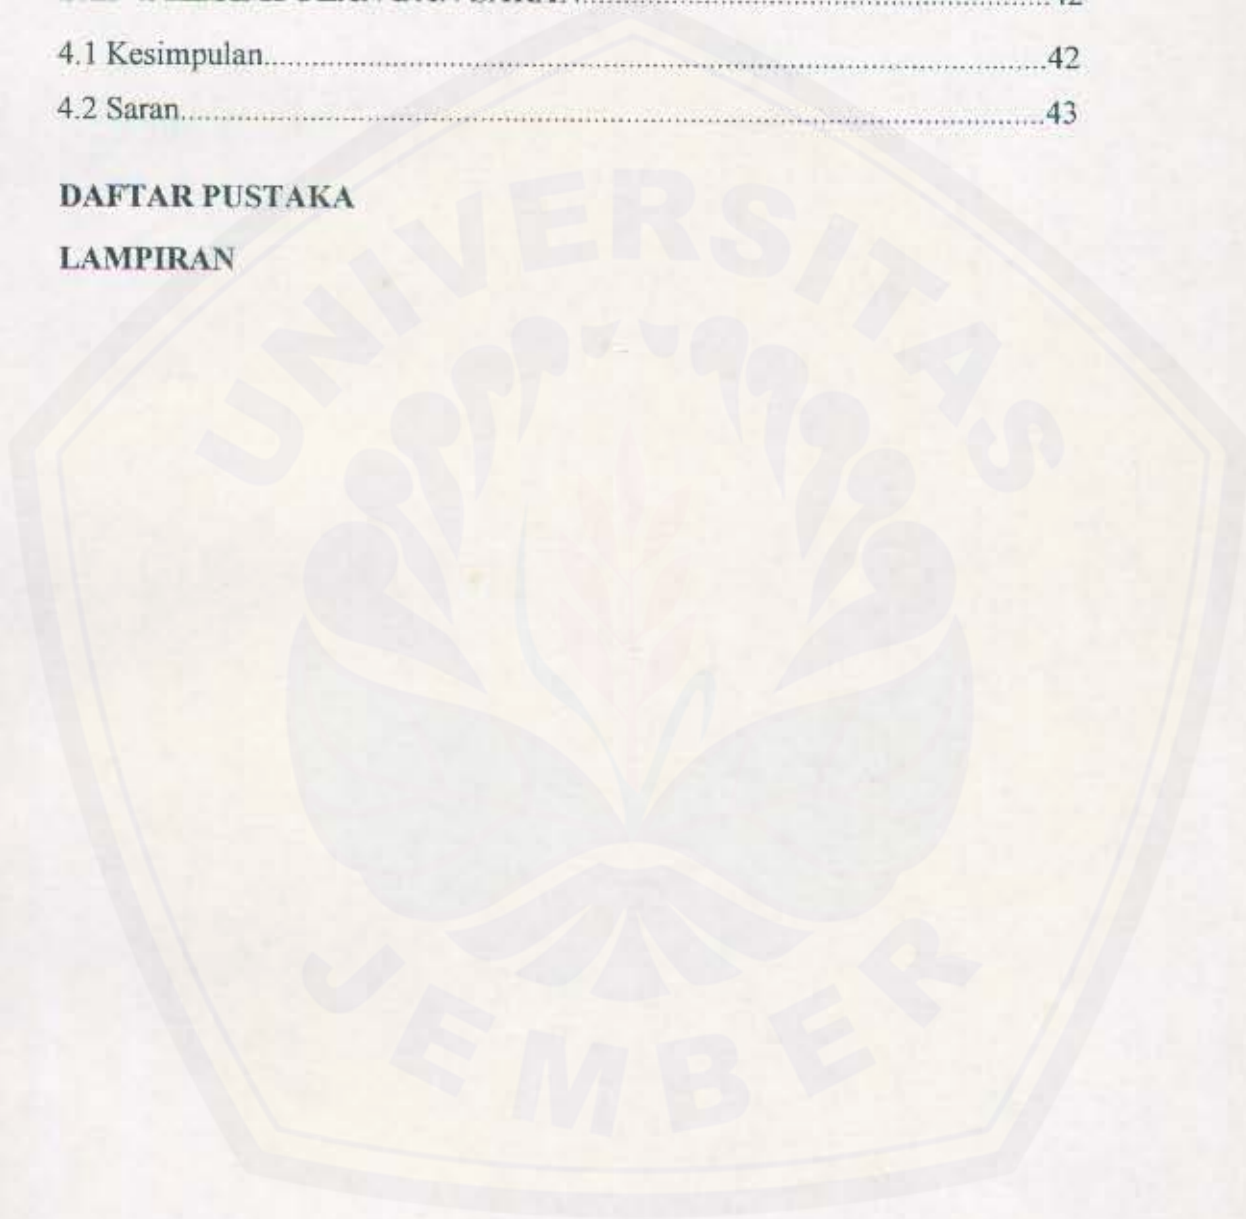 4.1 Kesimpulan..........42
4.2 Saran..........43
DAFTAR PUSTAKA
LAMPIRAN
UNIVERSITAS
JEMBER